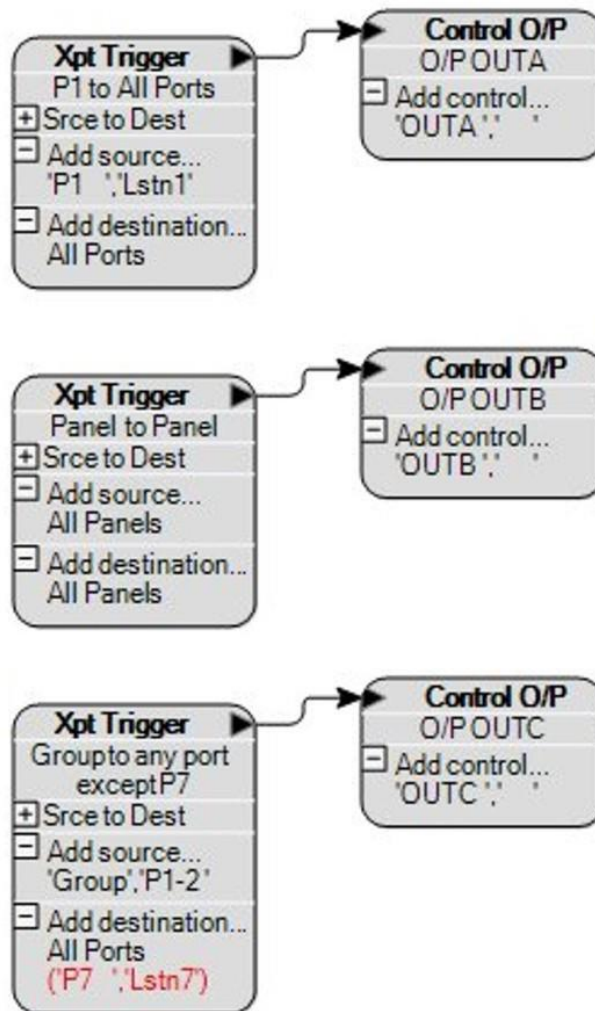 Xpt Trigger
P1 to All Ports
+ Srce to Dest
- Add source...
'P1   ','Lstn1'
- Add destination...
All Ports
Control O/P
O/P OUTA
- Add control...
'OUTA ','     '
Xpt Trigger
Panel to Panel
+ Srce to Dest
- Add source...
All Panels
- Add destination...
All Panels
Control O/P
O/P OUTB
- Add control...
'OUTB ','     '
Xpt Trigger
Group to any port
except P7
+ Srce to Dest
- Add source...
'Group','P1-2 '
- Add destination...
All Ports
('P7   ','Lstn7')
Control O/P
O/P OUTC
- Add control...
'OUTC ','     '